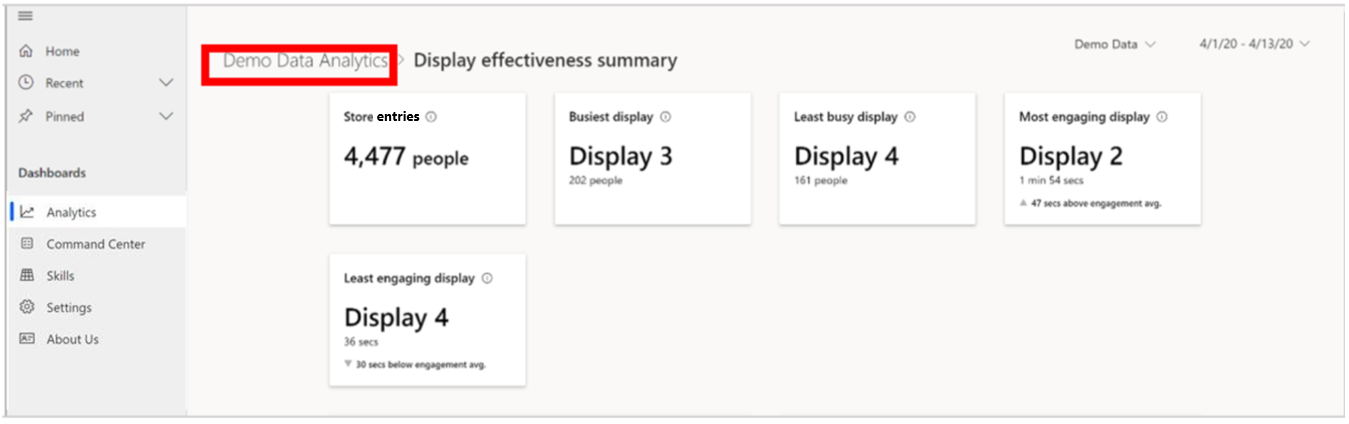 Home
Recent
Pinned
Dashboards
Analytics
Command Center
Skills
Settings
About Us
Demo Data Analytics > Display effectiveness summary
Demo Data
4/1/20 - 4/13/20
Store entries
4,477 people
Busiest display
Display 3
202 people
Least busy display
Display 4
161 people
Most engaging display
Display 2
1 min 54 secs
47 secs above engagement avg.
Least engaging display
Display 4
36 secs
30 secs below engagement avg.